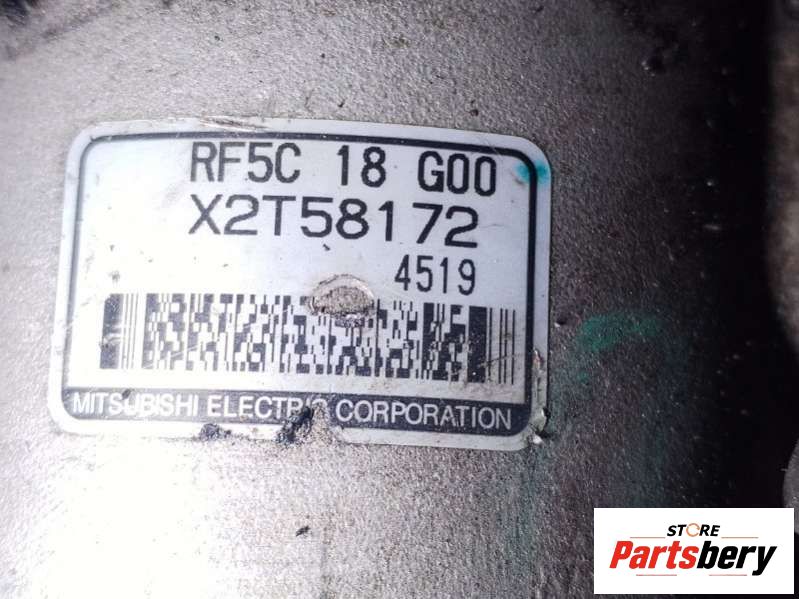 RF5C 18 G00
X2T58172
4519
MITSUBISHI ELECTRIC CORPORATION
STORE
Partsbery